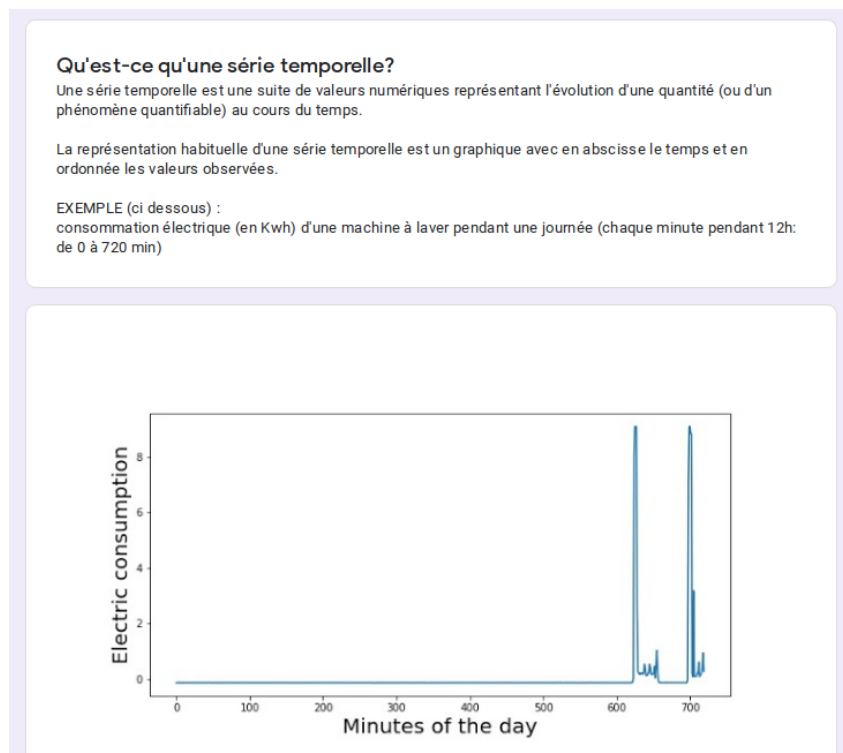 Qu'est-ce qu'une série temporelle?
Une série temporelle est une suite de valeurs numériques représentant l'évolution d'une quantité (ou d'un
phénomène quantifiable) au cours du temps.
La représentation habituelle d'une série temporelle est un graphique avec en abscisse le temps et en
ordonnée les valeurs observées.
EXEMPLE (ci dessous) :
consommation électrique (en Kwh) d'une machine à laver pendant une journée (chaque minute pendant 12h:
de 0 à 720 min)
Electric consumption
8
6
4
2
0
0 100 200 300 400 500 600 700
Minutes of the day